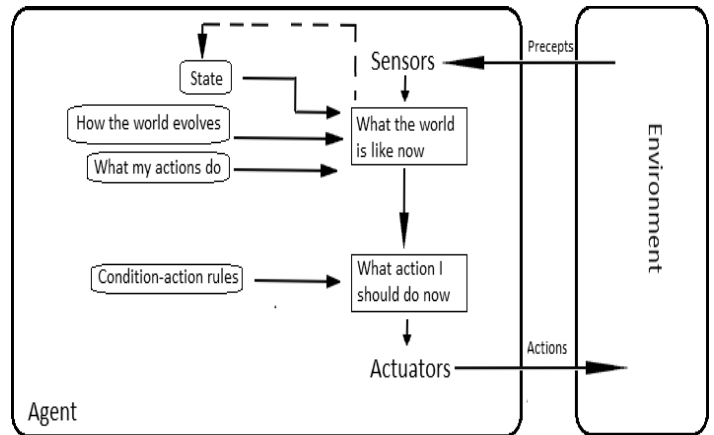 Precepts
Sensors
State
How the world evolves
What the world
is like now
What my actions do
Environment
Condition-action rules
What action I
should do now
Actions
Actuators
Agent